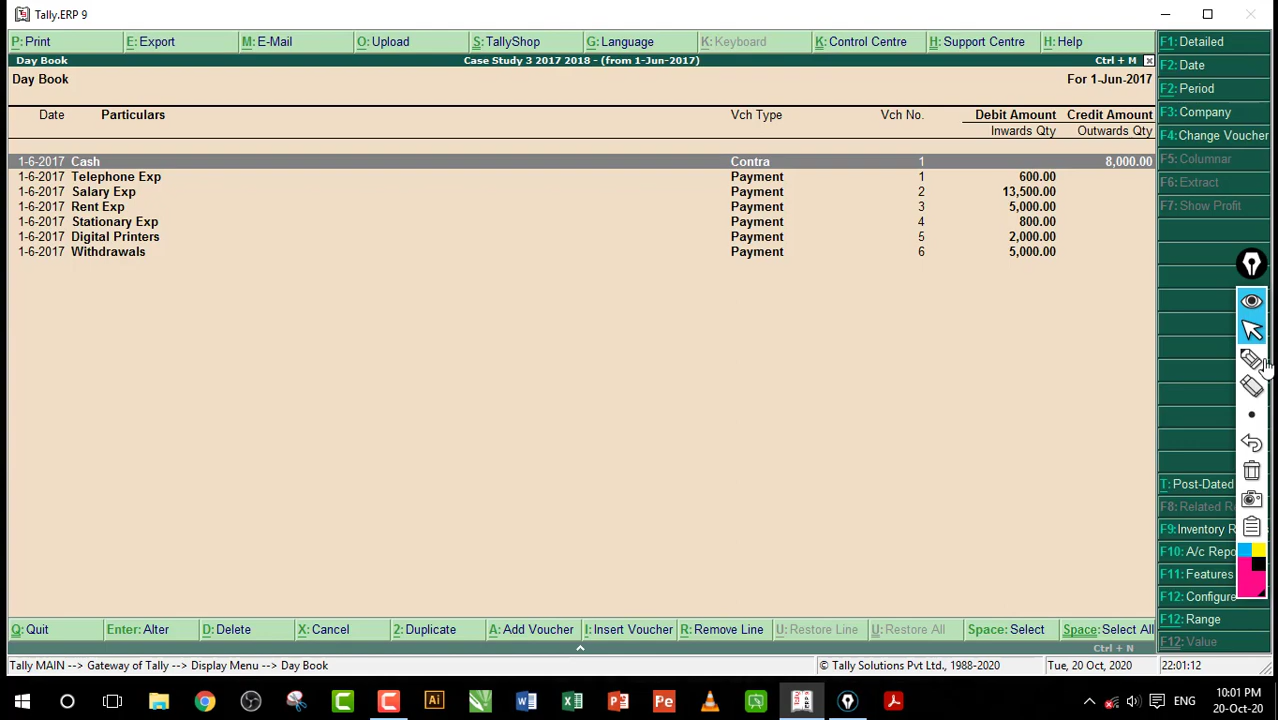 Tally.ERP 9
P: Print E: Export M: E-Mail O: Upload S: TallyShop G: Language K: Keyboard K: Control Centre H: Support Centre H: Help F1: Detailed
Day Book Case Study 3 2017 2018 - (from 1-Jun-2017) Ctrl + M F2: Date
Day Book For 1-Jun-2017 F2: Period
Date Particulars Vch Type Vch No. Debit Amount Credit Amount F3: Company
Inwards Qty Outwards Qty F4: Change Voucher
1-6-2017 Cash Contra 1 8,000.00 F5: Columnar
1-6-2017 Telephone Exp Payment 1 600.00 F6: Extract
1-6-2017 Salary Exp Payment 2 13,500.00
1-6-2017 Rent Exp Payment 3 5,000.00 F7: Show Profit
1-6-2017 Stationary Exp Payment 4 800.00
1-6-2017 Digital Printers Payment 5 2,000.00
1-6-2017 Withdrawals Payment 6 5,000.00
T: Post-Dated
F8: Related R
F9: Inventory R
F10: A/c Repo
F11: Features
F12: Configure
F12: Range
F12: Value
Q: Quit Enter: Alter D: Delete X: Cancel 2: Duplicate A: Add Voucher I: Insert Voucher R: Remove Line U: Restore Line U: Restore All Space: Select Space: Select All
Ctrl + N
Tally MAIN --> Gateway of Tally --> Display Menu --> Day Book © Tally Solutions Pvt Ltd., 1988-2020 Tue, 20 Oct, 2020 22:01:12
Ai W X P Pe ENG 10:01 PM
20-Oct-20